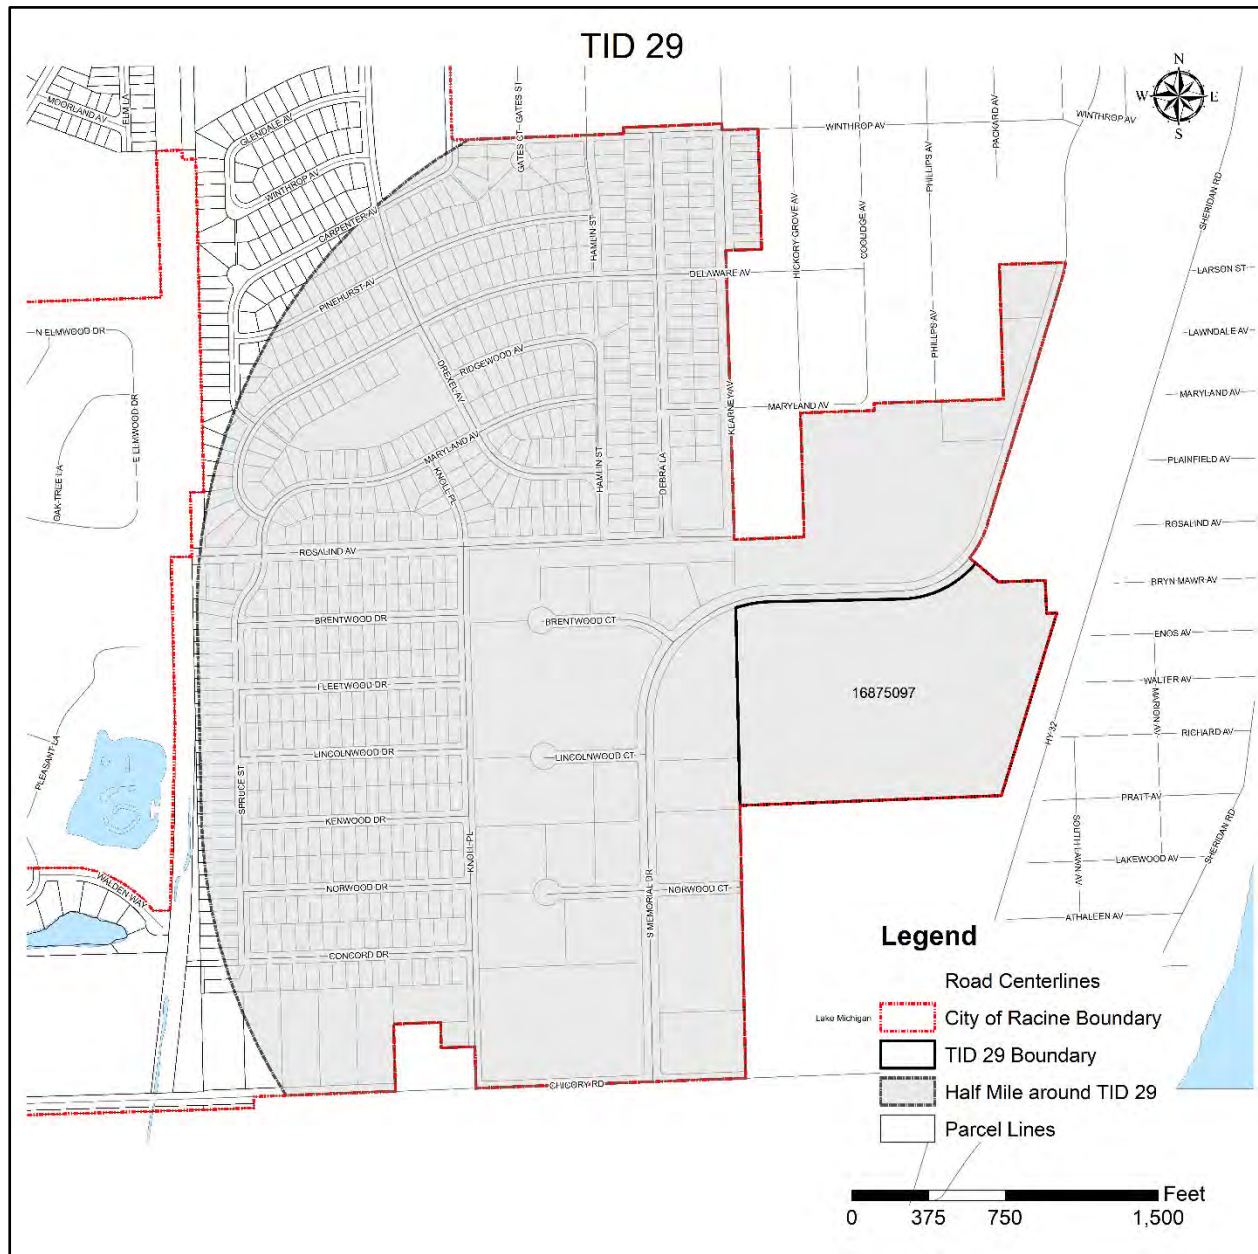 TID 29
N
W
E
S
MOORLAND AV
ELM LA
GLENDALE AV
WINTHROP AV
CARPENTER AV
PINEHURST AV
GATES CT
GATES ST
HAMLIN ST
DELAWARE AV
RIDGEWOOD AV
DREXEL AV
MARYLAND AV
KNOLL PL
HAMLIN ST
DEBRA LA
KLARNEY AV
WINTHROP AV
WINTHROP AV
HICKORY GROVE AV
COOLIDGE AV
PHILLIPS AV
PACKARD AV
PHILLIPS AV
MARYLAND AV
SHERIDAN RD
LARSON ST
LAWNDALE AV
MARYLAND AV
PLAINFIELD AV
ROSALIND AV
BRYN MAWR AV
ENOS AV
WALTER AV
MARION AV
RICHARD AV
PRATT AV
SOUTH LAWN AV
LAKEWOOD AV
ATHALEEN AV
SHERIDAN RD
HY 32
N ELMWOOD DR
E ELMWOOD DR
OAK TREE LA
ROSALIND AV
BRENTWOOD DR
FLEETWOOD DR
LINCOLNWOOD DR
KENWOOD DR
NORWOOD DR
CONCORD DR
SPRUCE ST
KNOLL PL
BRENTWOOD CT
LINCOLNWOOD CT
NORWOOD CT
S MEMORIAL DR
16875097
PLEASANT LA
WALDEN WAY
CHICORY RD
Lake Michigan
Legend
Road Centerlines
City of Racine Boundary
TID 29 Boundary
Half Mile around TID 29
Parcel Lines
Feet
0 375 750 1,500